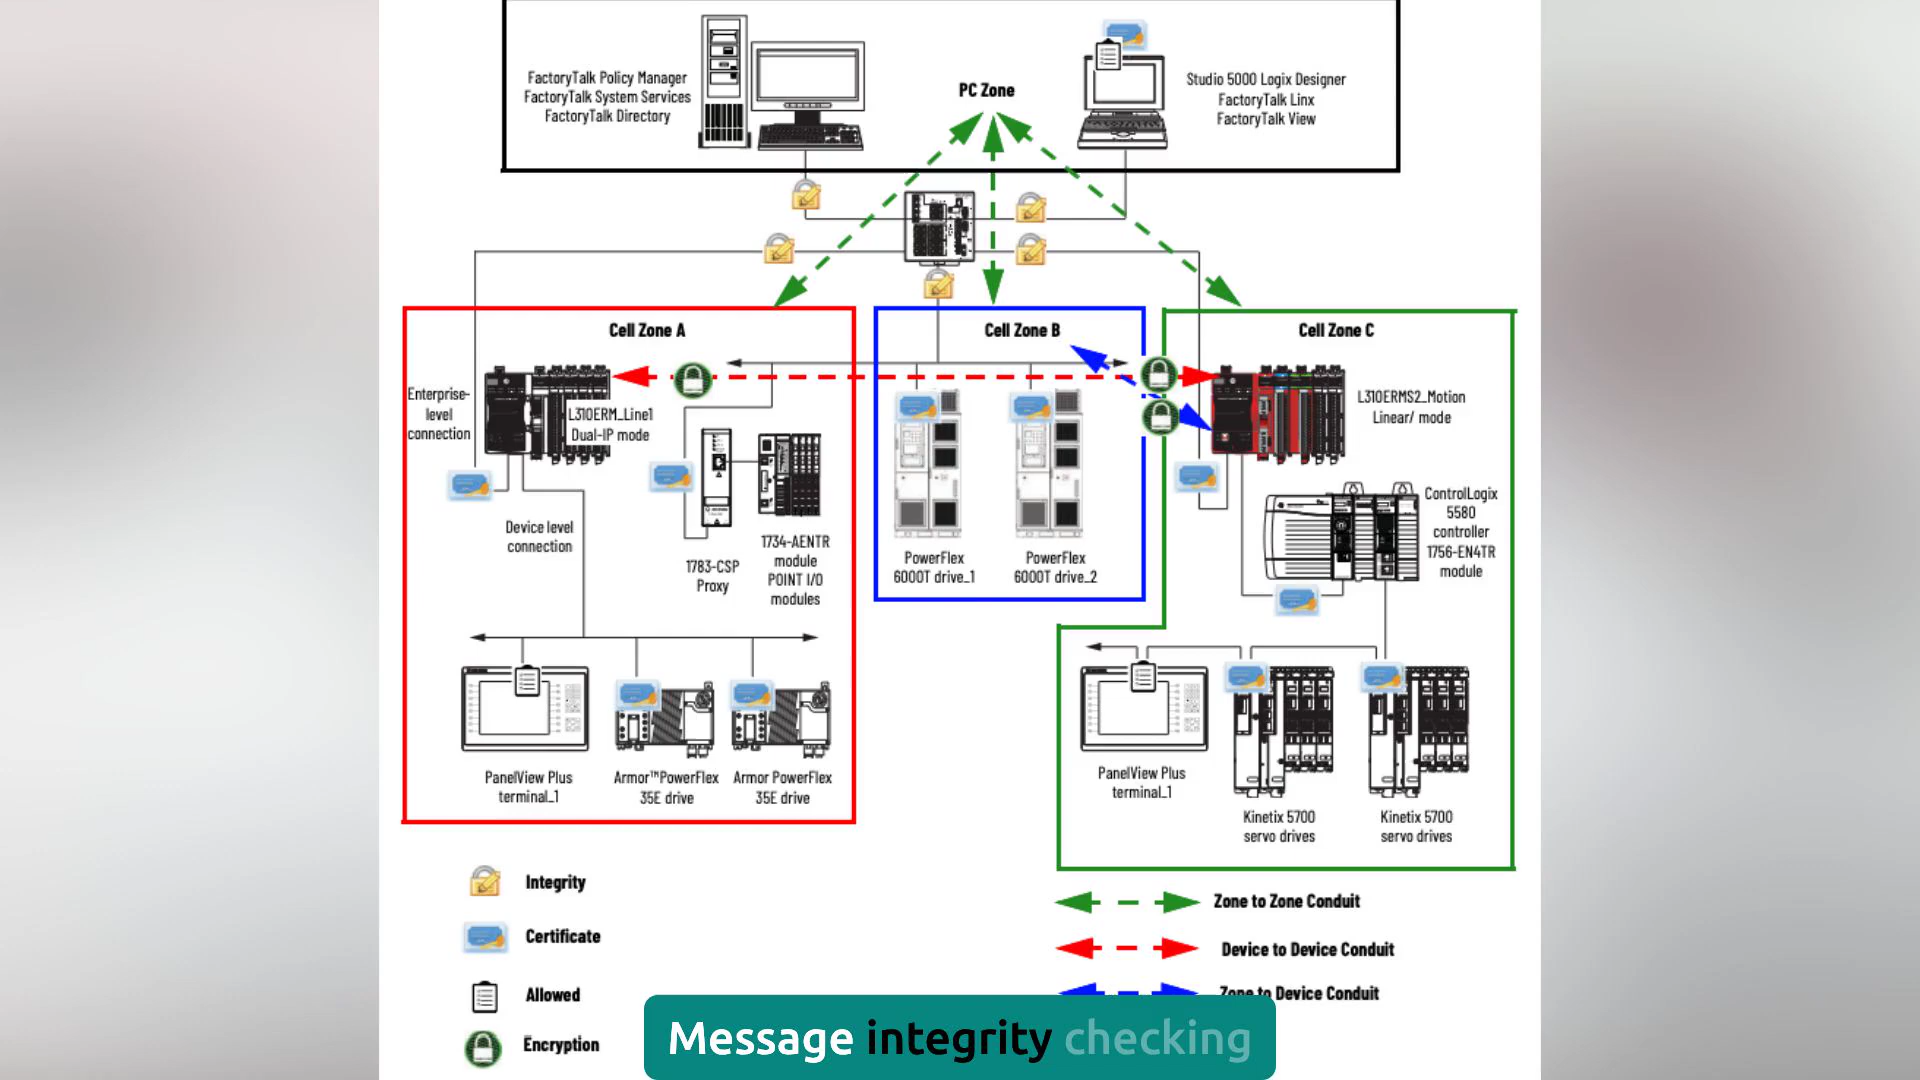 FactoryTalk Policy Manager
FactoryTalk System Services
FactoryTalk Directory
PC Zone
Studio 5000 Logix Designer
FactoryTalk Linx
FactoryTalk View
Cell Zone A
Cell Zone B
Cell Zone C
Enterprise-
level
connection
L310ERM_Line1
Dual-IP mode
L310ERMS2_Motion
Linear/ mode
Device level
connection
1783-CSP
Proxy
1734-AENTR
module
POINT I/O
modules
PowerFlex
6000T drive_1
PowerFlex
6000T drive_2
ControlLogix
5580
controller
1756-EN4TR
module
PanelView Plus
terminal_1
Armor™PowerFlex
35E drive
Armor PowerFlex
35E drive
PanelView Plus
terminal_1
Kinetix 5700
servo drives
Kinetix 5700
servo drives
Integrity
Certificate
Allowed
Encryption
Zone to Zone Conduit
Device to Device Conduit
Zone to Device Conduit
Message integrity checking